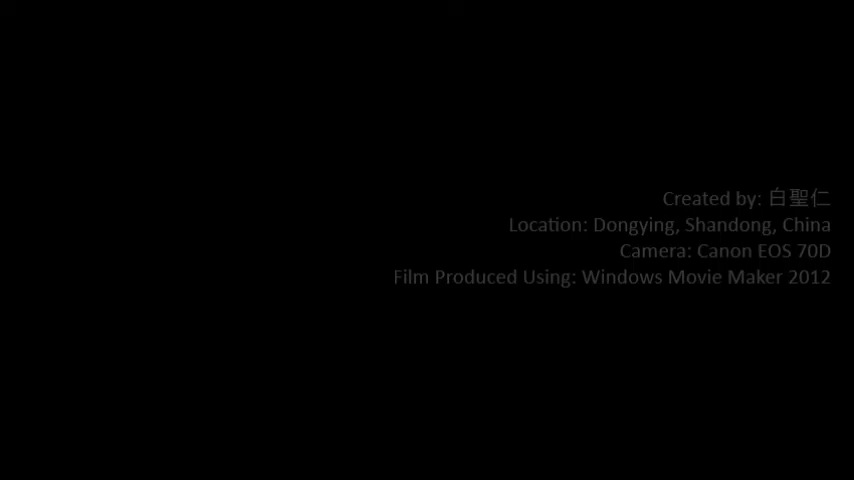 Created by: 白聖仁
Location: Dongying, Shandong, China
Camera: Canon EOS 70D
Film Produced Using: Windows Movie Maker 2012